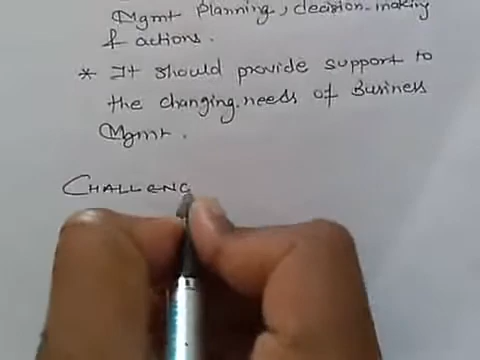 Mgmt Planning, decision-making
& actions.
* It should provide support to
the changing needs of Business
Mgmt.
CHALLENG